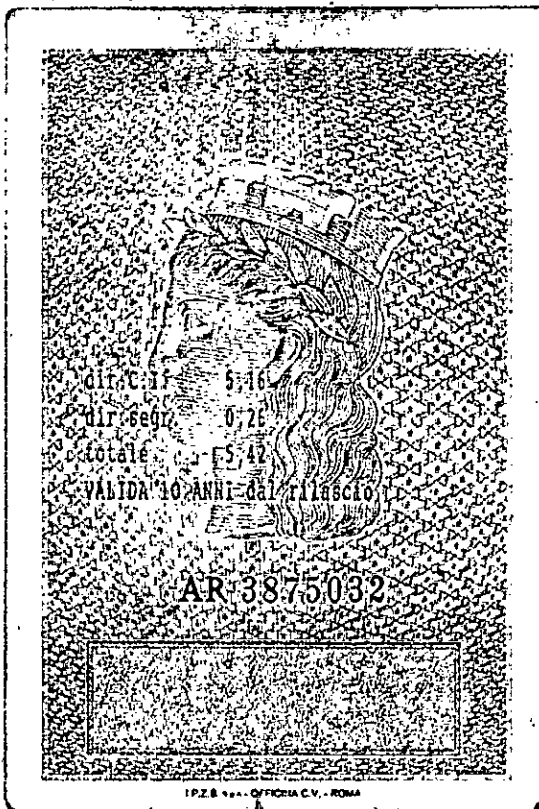 dir. C.I. 5,16
dir. segr. 0,26
totale 5,42
VALIDA 10 ANNI dal rilascio
AR 3875032
I.P.Z.S. s.p.a. - OFFICINA C.V. - ROMA